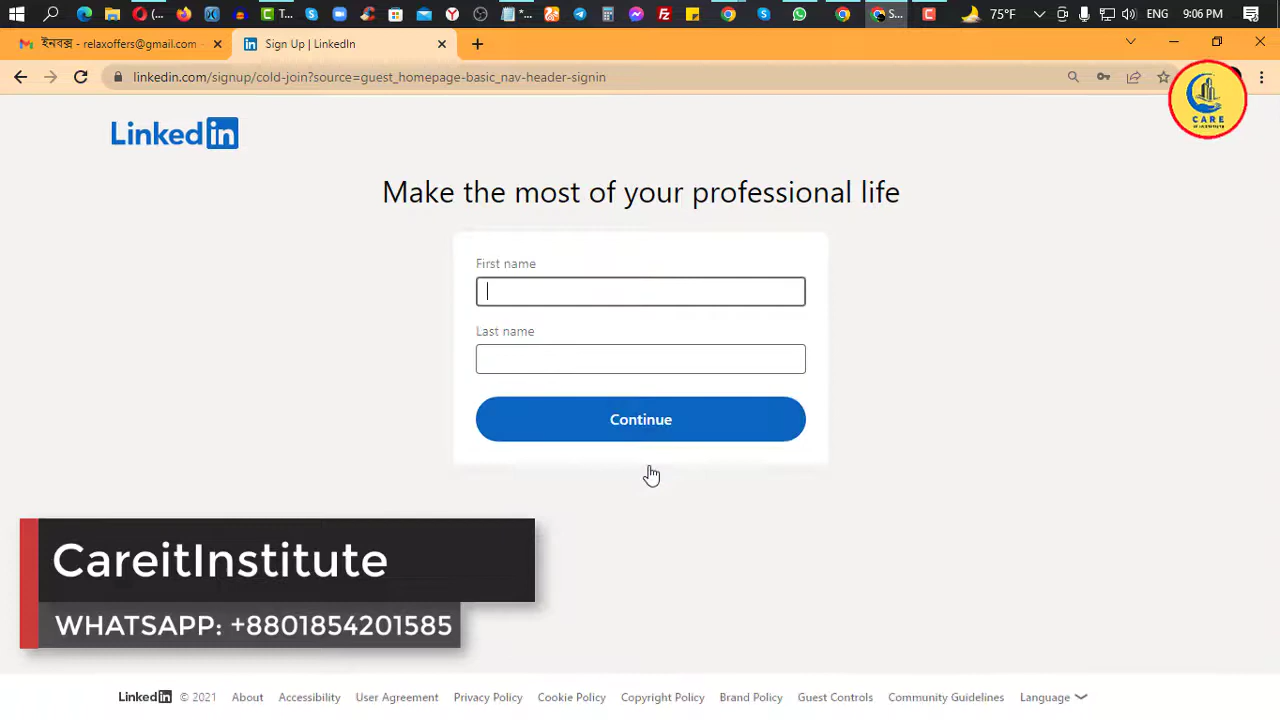 O (...
T...
*...
S...
75°F
ENG
9:06 PM
ইনবক্স - relaxoffers@gmail.com
Sign Up | LinkedIn
linkedin.com/signup/cold-join?source=guest_homepage-basic_nav-header-signin
CARE
LinkedIn
Make the most of your professional life
First name
Last name
Continue
CareitInstitute
WHATSAPP: +8801854201585
LinkedIn © 2021 About Accessibility User Agreement Privacy Policy Cookie Policy Copyright Policy Brand Policy Guest Controls Community Guidelines Language